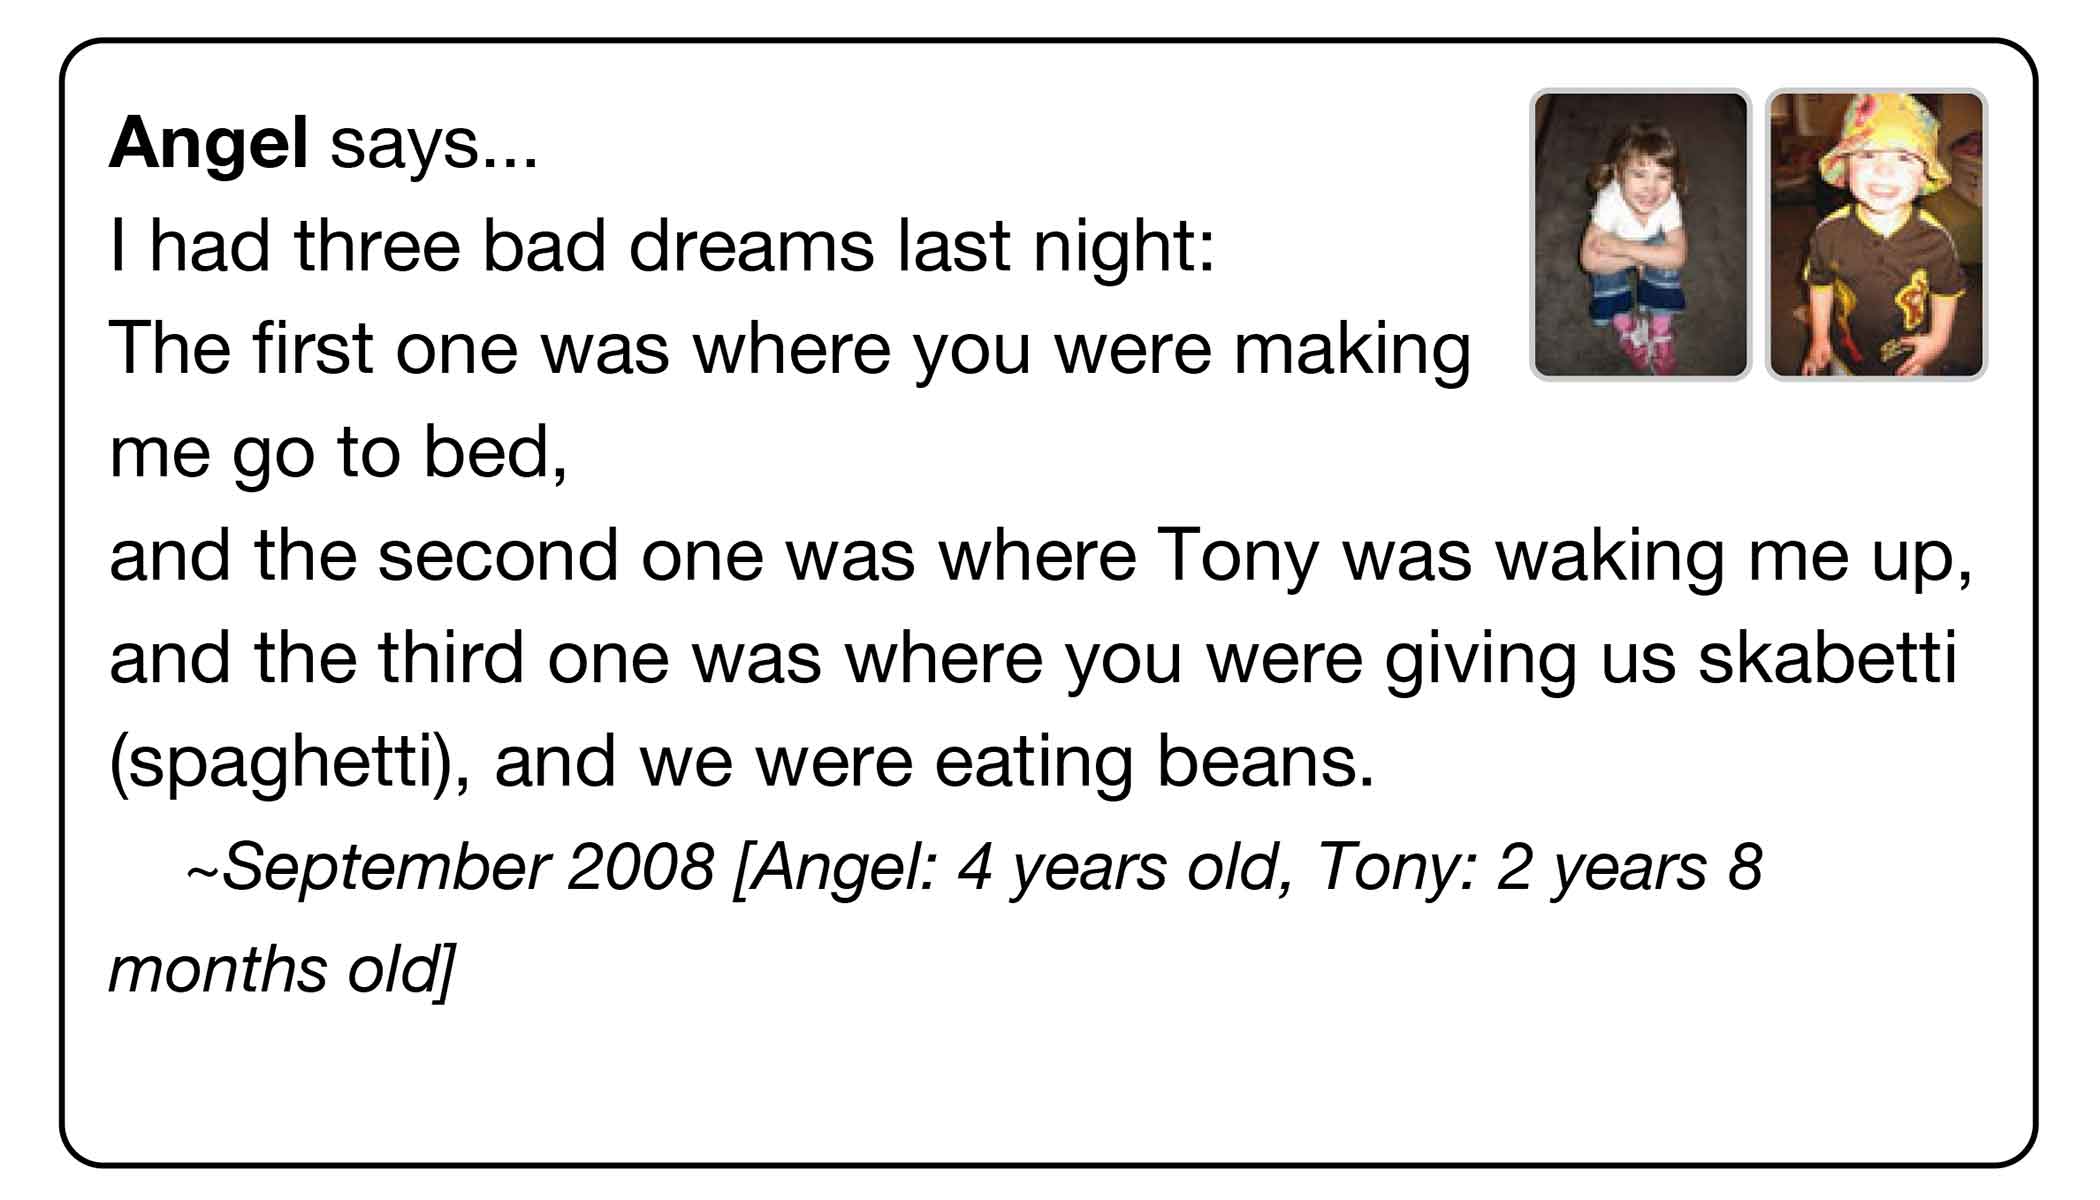 Angel says...
I had three bad dreams last night:
The first one was where you were making
me go to bed,
and the second one was where Tony was waking me up,
and the third one was where you were giving us skabetti
(spaghetti), and we were eating beans.
~September 2008 [Angel: 4 years old, Tony: 2 years 8
months old]